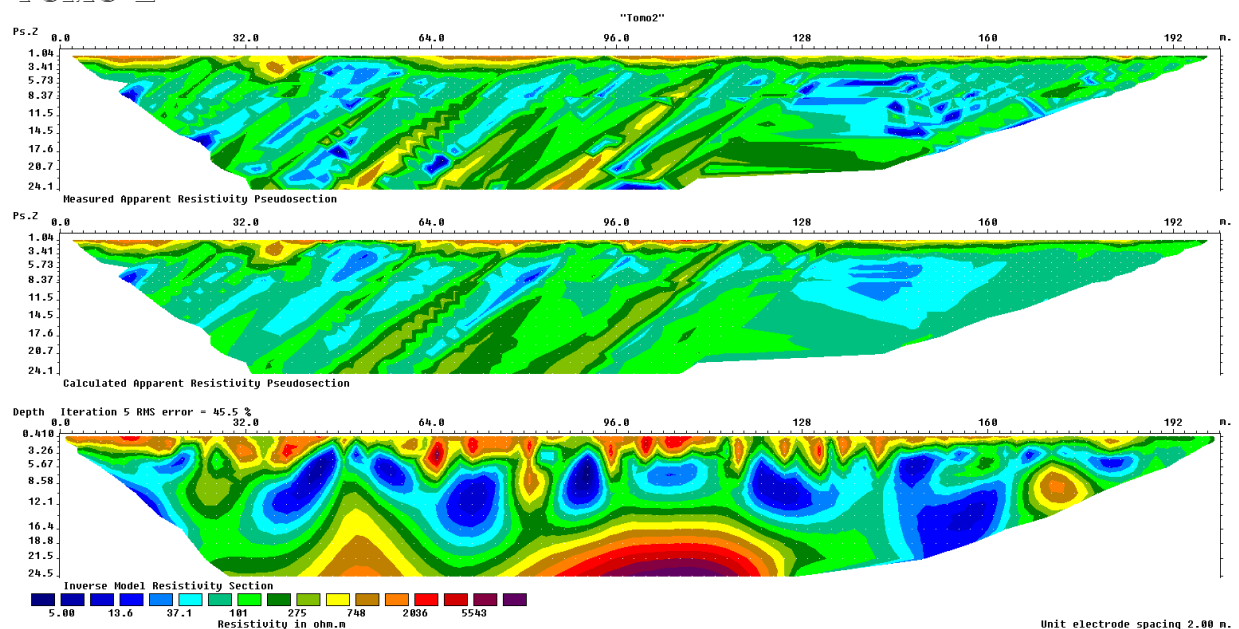 "Tomo2"
Ps.Z 0.0 32.0 64.0 96.0 128 160 192 m.
1.04
3.41
5.73
8.37
11.5
14.5
17.6
20.7
24.1
Measured Apparent Resistivity Pseudosection
Ps.Z 0.0 32.0 64.0 96.0 128 160 192 m.
1.04
3.41
5.73
8.37
11.5
14.5
17.6
20.7
24.1
Calculated Apparent Resistivity Pseudosection
Depth Iteration 5 RMS error = 45.5 %
0.0 32.0 64.0 96.0 128 160 192 m.
0.410
3.26
5.67
8.58
12.1
16.4
18.8
21.5
24.5
Inverse Model Resistivity Section
5.00 13.6 37.1 101 275 748 2036 5543
Resistivity in ohm.m Unit electrode spacing 2.00 m.